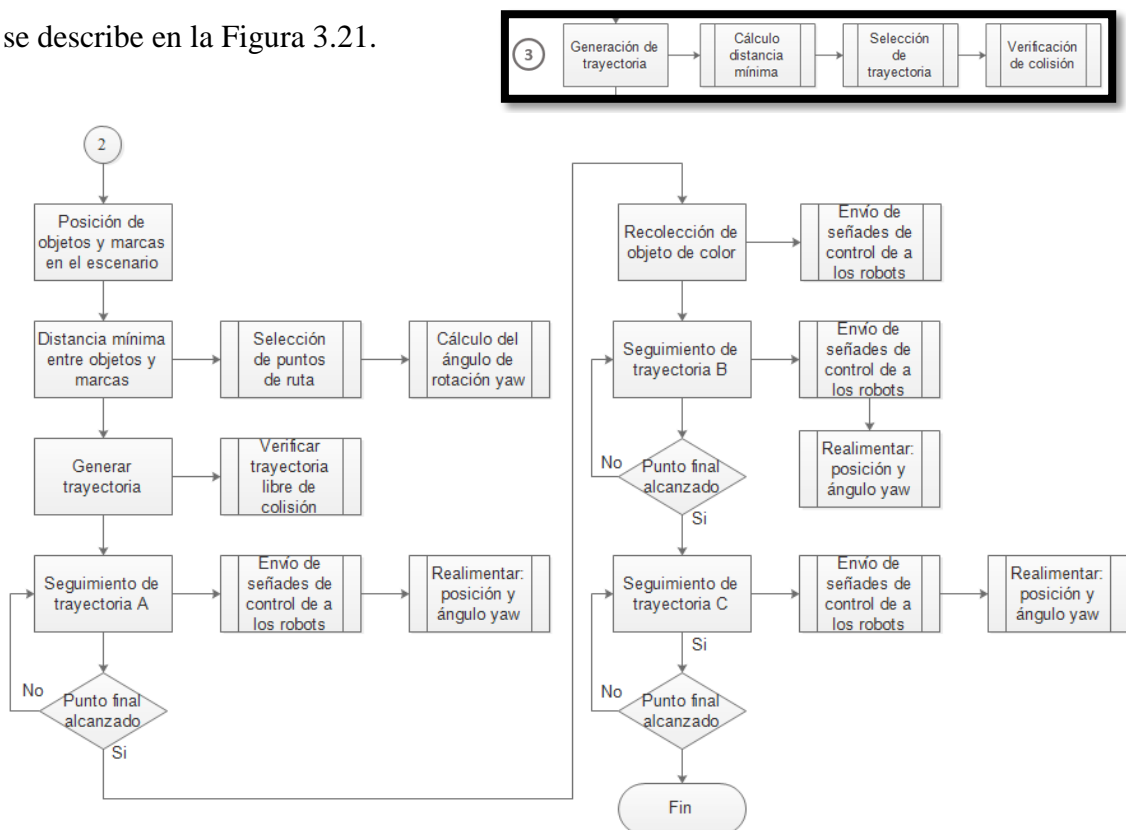 se describe en la Figura 3.21.
3
Generación de
trayectoria
Cálculo
distancia
mínima
Selección
de
trayectoria
Verificación
de colisión
2
Posición de
objetos y marcas
en el escenario
Distancia mínima
entre objetos y
marcas
Selección
de puntos
de ruta
Cálculo del
ángulo de
rotación yaw
Generar
trayectoria
Verificar
trayectoria
libre de
colisión
Seguimiento de
trayectoria A
Envío de
señades de
control de a
los robots
Realimentar:
posición y
ángulo yaw
No
Punto final
alcanzado
Si
Recolección de
objeto de color
Envío de
señades de
control de a
los robots
Seguimiento de
trayectoria B
Envío de
señades de
control de a
los robots
Realimentar:
posición y
ángulo yaw
No
Punto final
alcanzado
Si
Seguimiento de
trayectoria C
Envío de
señades de
control de a
los robots
Realimentar:
posición y
ángulo yaw
Si
No
Punto final
alcanzado
Fin